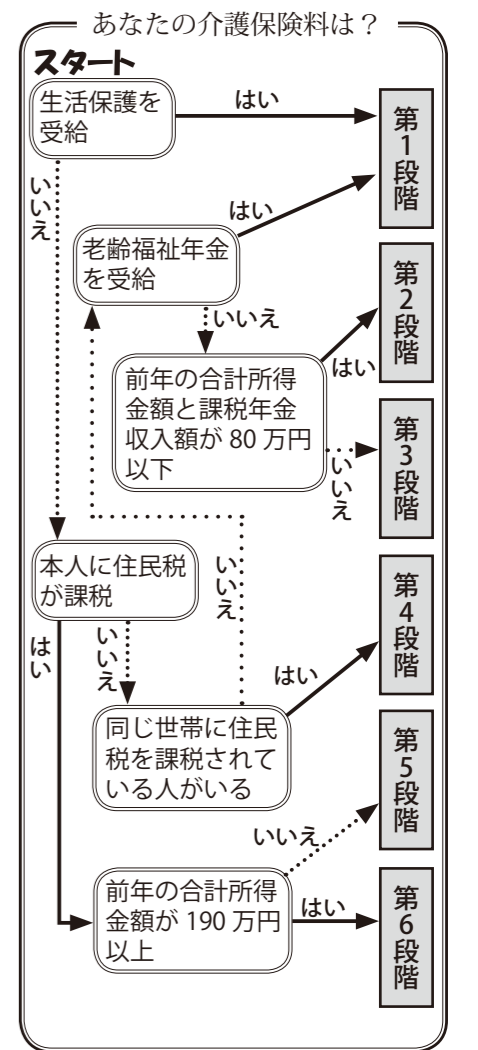 あなたの介護保険料は？
スタート
生活保護を
受給
はい
第1段階
いいえ
老齢福祉年金
を受給
はい
いいえ
第2段階
前年の合計所得
金額と課税年金
収入額が 80 万円
以下
はい
いいえ
第3段階
本人に住民税
が課税
いいえ
はい
いいえ
第4段階
同じ世帯に住民
税を課税されて
いる人がいる
はい
第5段階
いいえ
前年の合計所得
金額が 190 万円
以上
はい
第6段階